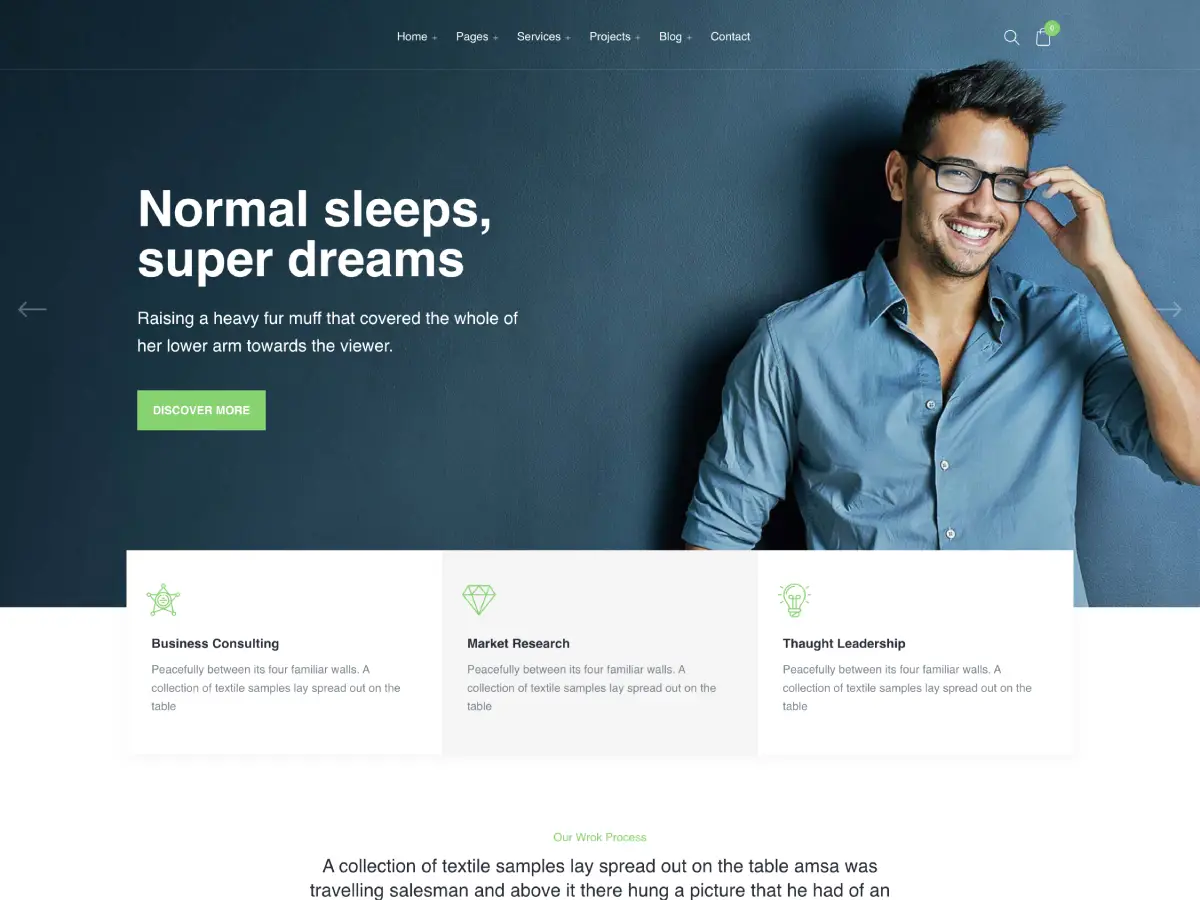 Home + Pages + Services + Projects + Blog + Contact 0
Normal sleeps,
super dreams
Raising a heavy fur muff that covered the whole of
her lower arm towards the viewer.
DISCOVER MORE
Business Consulting
Peacefully between its four familiar walls. A
collection of textile samples lay spread out on the
table
Market Research
Peacefully between its four familiar walls. A
collection of textile samples lay spread out on the
table
Thaught Leadership
Peacefully between its four familiar walls. A
collection of textile samples lay spread out on the
table
Our Wrok Process
A collection of textile samples lay spread out on the table amsa was
travelling salesman and above it there hung a picture that he had of an